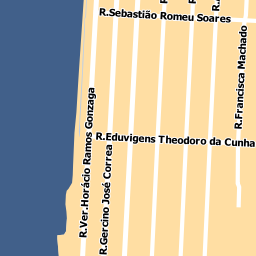 R.Sebastião Romeu Soares
R.Francisca Machado
R.Eduvigens Theodoro da Cunha
R.Ver.Horácio Ramos Gonzaga
R.Gercino José Correa